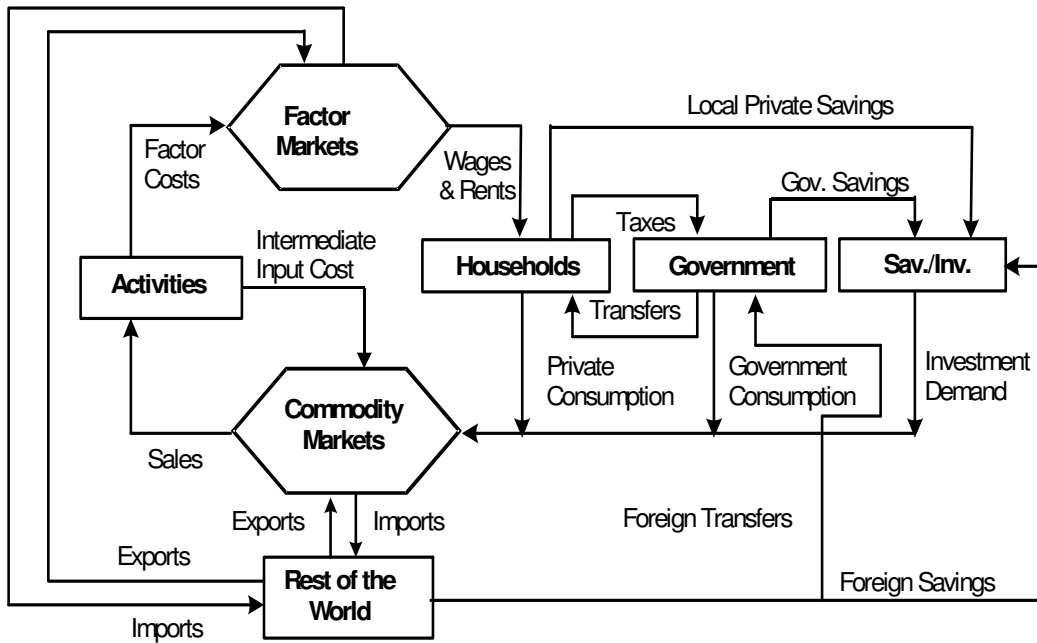 Local Private Savings
Factor
Markets
Factor
Costs
Wages
& Rents
Gov. Savings
Taxes
Intermediate
Input Cost
Activities
Households
Government
Sav./Inv.
Transfers
Private
Consumption
Government
Consumption
Investment
Demand
Commodity
Markets
Sales
Exports
Imports
Foreign Transfers
Exports
Rest of the
World
Foreign Savings
Imports